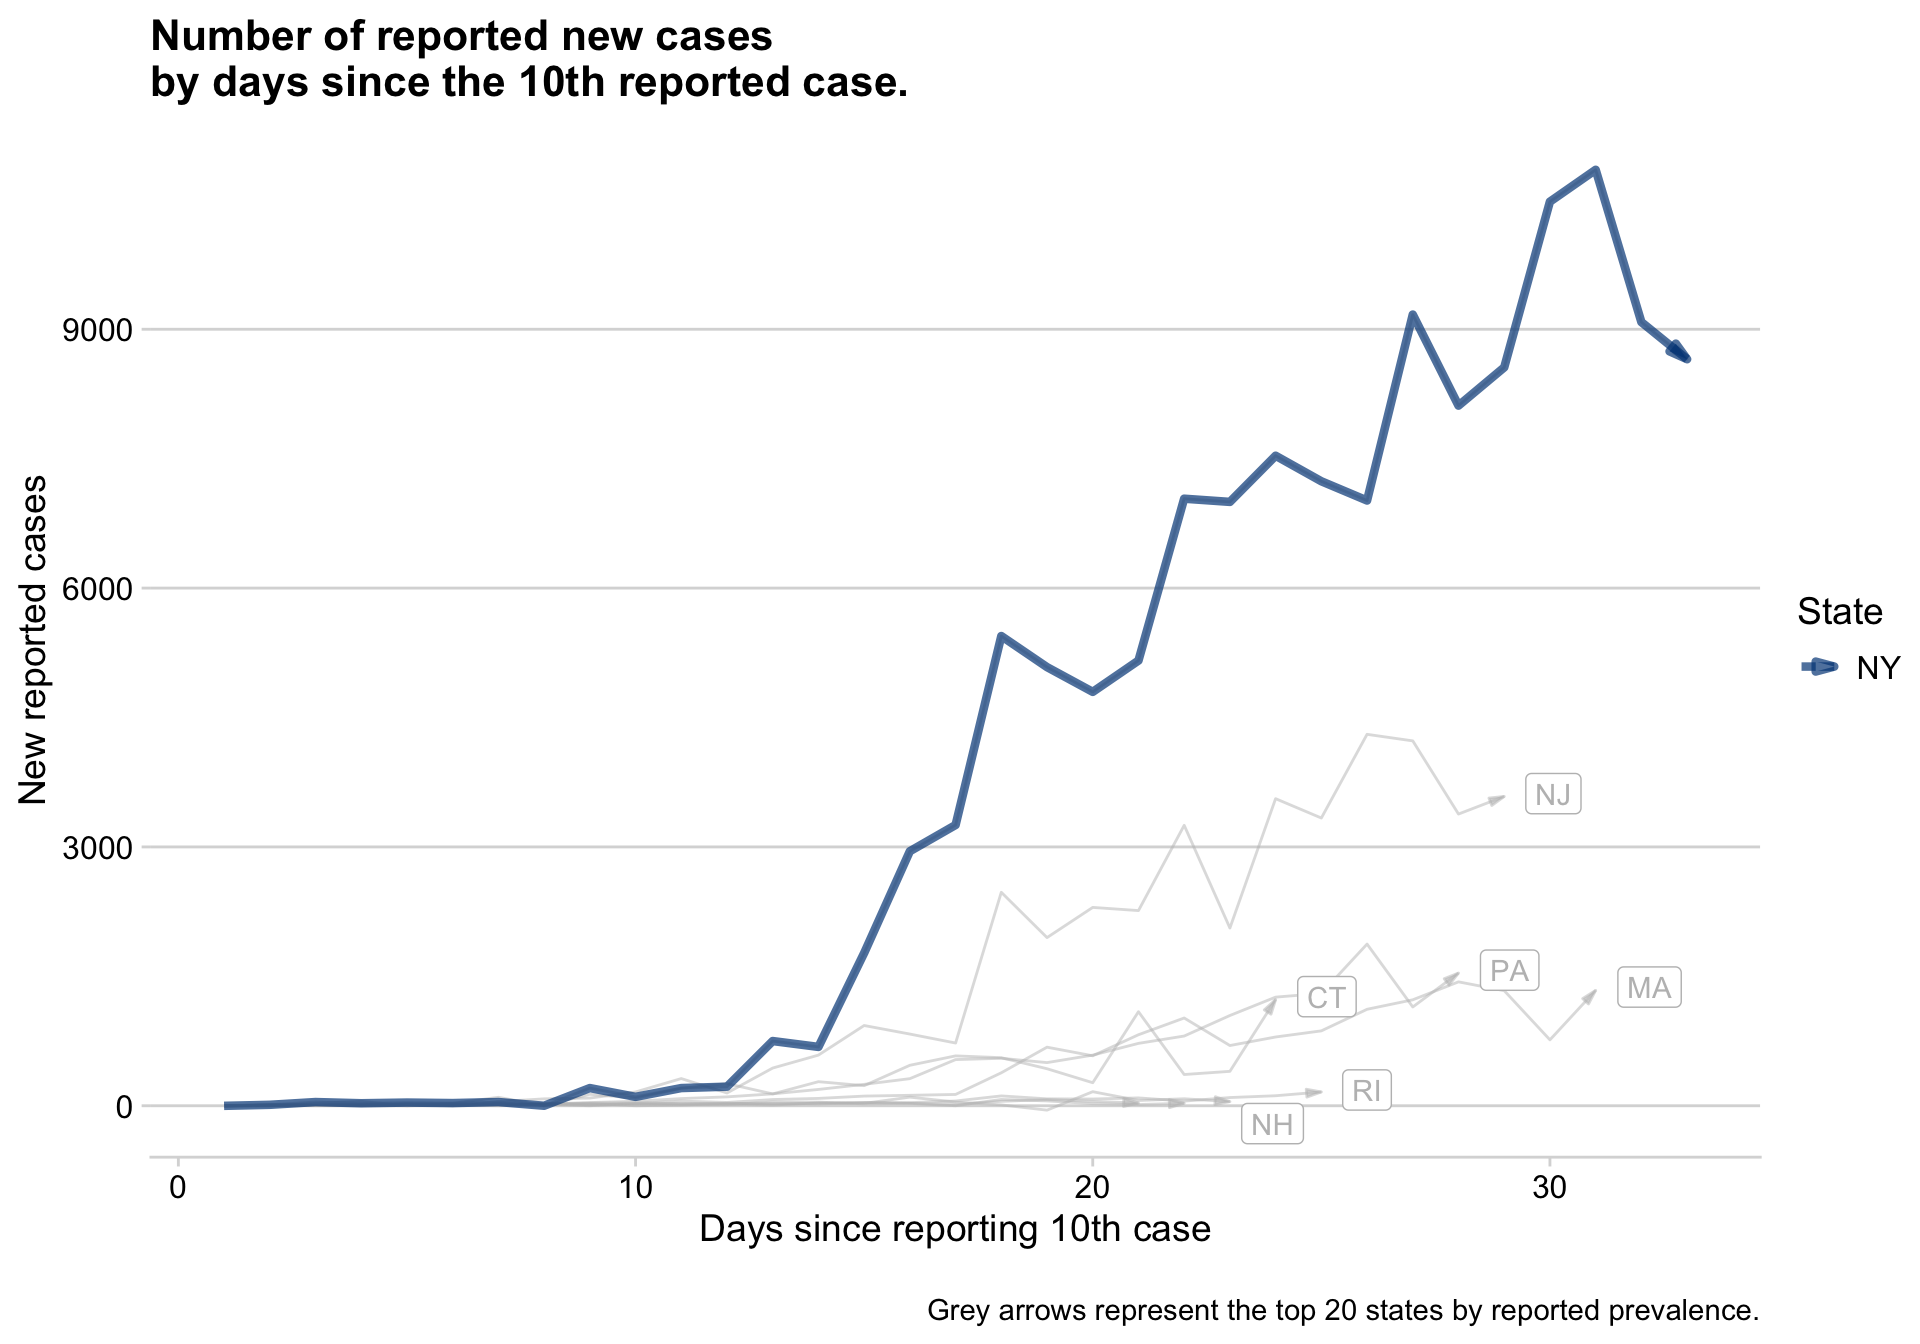 Number of reported new cases
by days since the 10th reported case.
New reported cases
9000
6000
3000
0
NJ
PA
MA
CT
RI
NH
State
NY
0
10
20
30
Days since reporting 10th case
Grey arrows represent the top 20 states by reported prevalence.